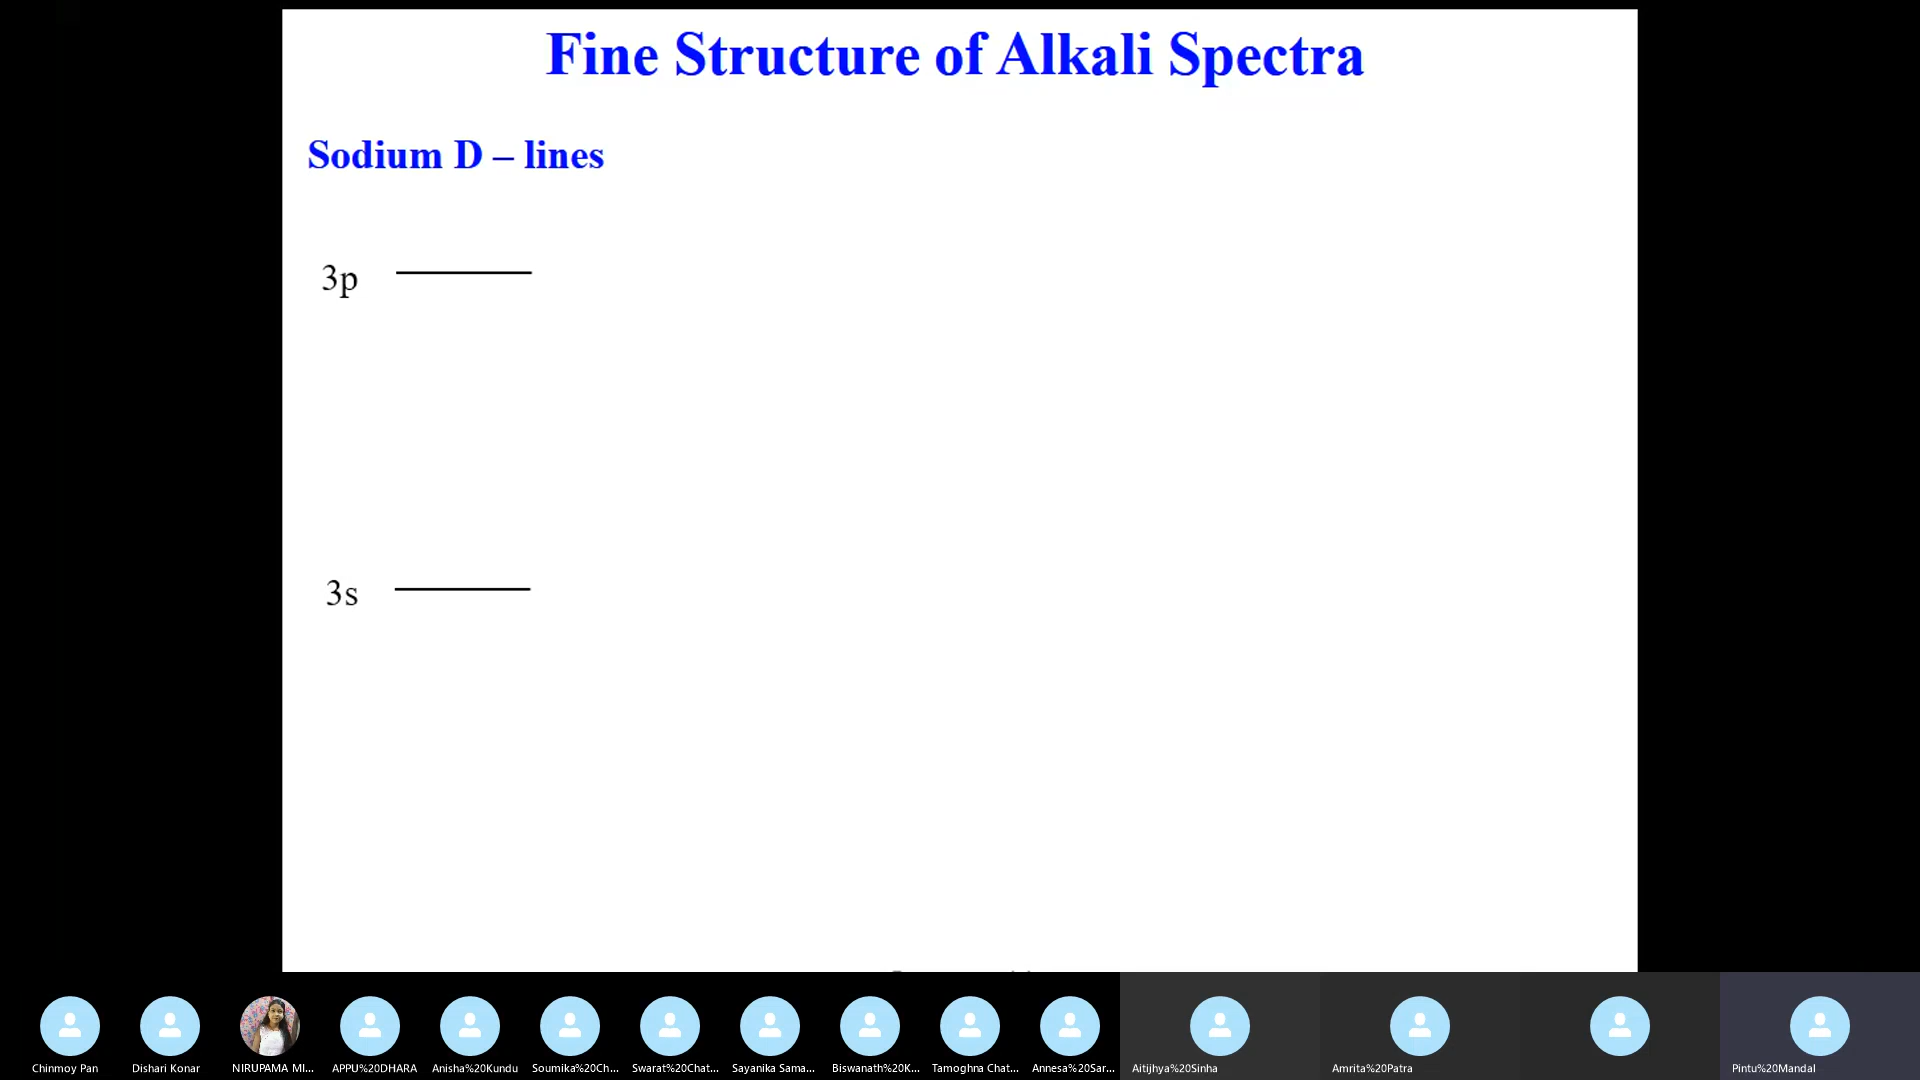 Fine Structure of Alkali Spectra
Sodium D – lines
3p
3s
Chinmoy Pan
Dishari Konar
NIRUPAMA MI...
APPU%20DHARA
Anisha%20Kundu
Soumika%20Ch...
Swarat%20Chat...
Sayanika Sama...
Biswanath%20K...
Tamoghna Chat...
Annesa%20Sar...
Aitijhya%20Sinha
Amrita%20Patra
Pintu%20Mandal